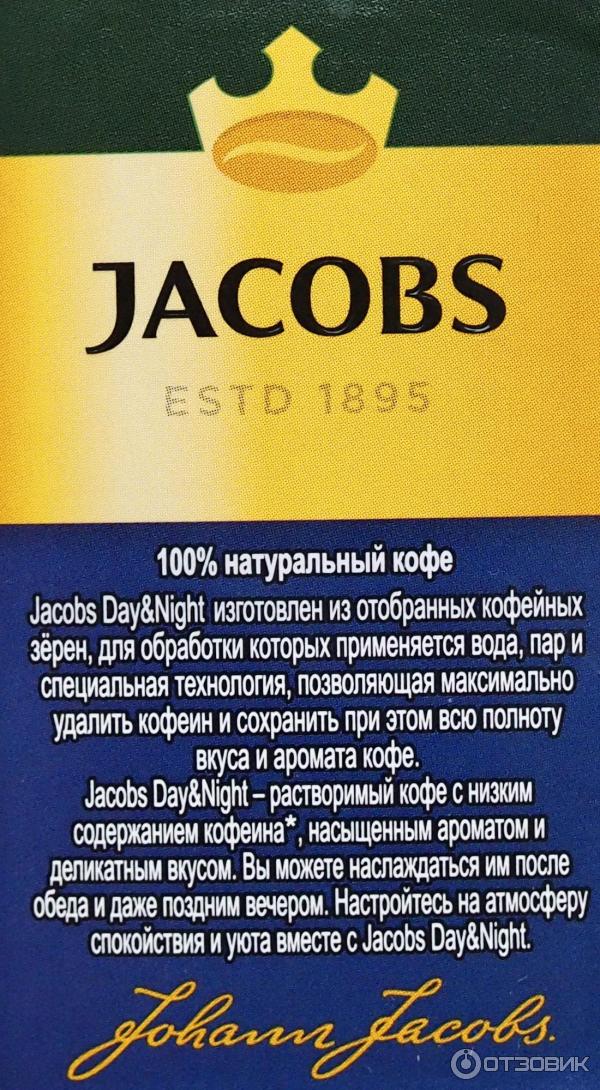 JACOBS
ESTD 1895
100% натуральный кофе
Jacobs Day&Night изготовлен из отобранных кофейных
зёрен, для обработки которых применяется вода, пар и
специальная технология, позволяющая максимально
удалить кофеин и сохранить при этом всю полноту
вкуса и аромата кофе.
Jacobs Day&Night – растворимый кофе с низким
содержанием кофеина*, насыщенным ароматом и
деликатным вкусом. Вы можете наслаждаться им после
обеда и даже поздним вечером. Настройтесь на атмосферу
спокойствия и уюта вместе с Jacobs Day&Night.
Johann Jacobs.
ОТЗОВИК